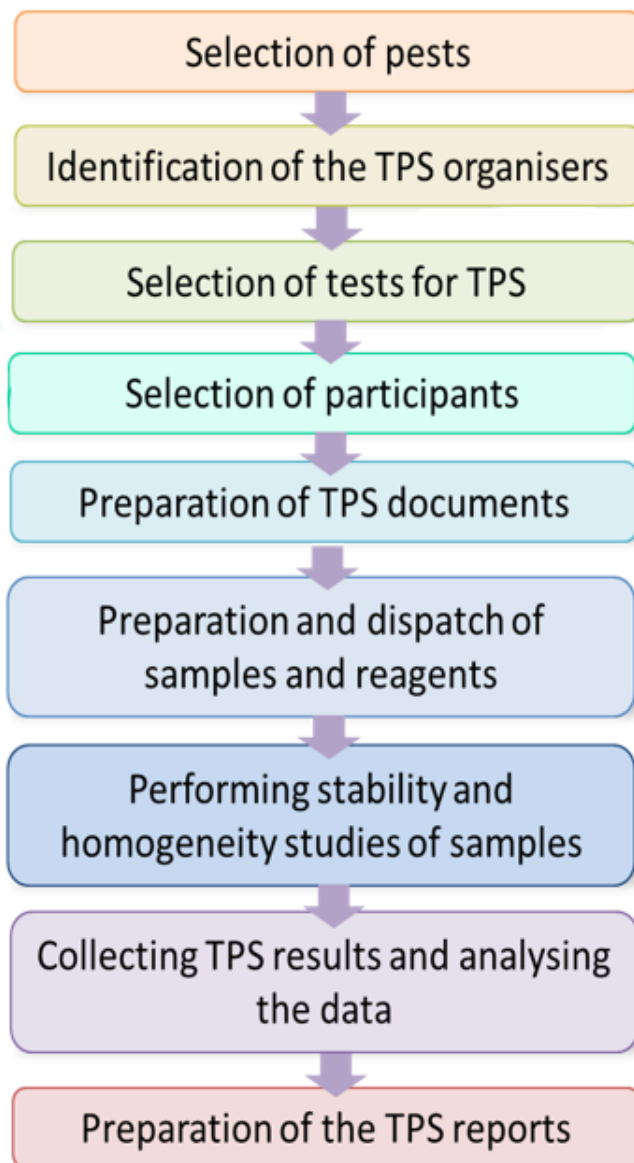 Selection of pests
Identification of the TPS organisers
Selection of tests for TPS
Selection of participants
Preparation of TPS documents
Preparation and dispatch of
samples and reagents
Performing stability and
homogeneity studies of samples
Collecting TPS results and analysing
the data
Preparation of the TPS reports